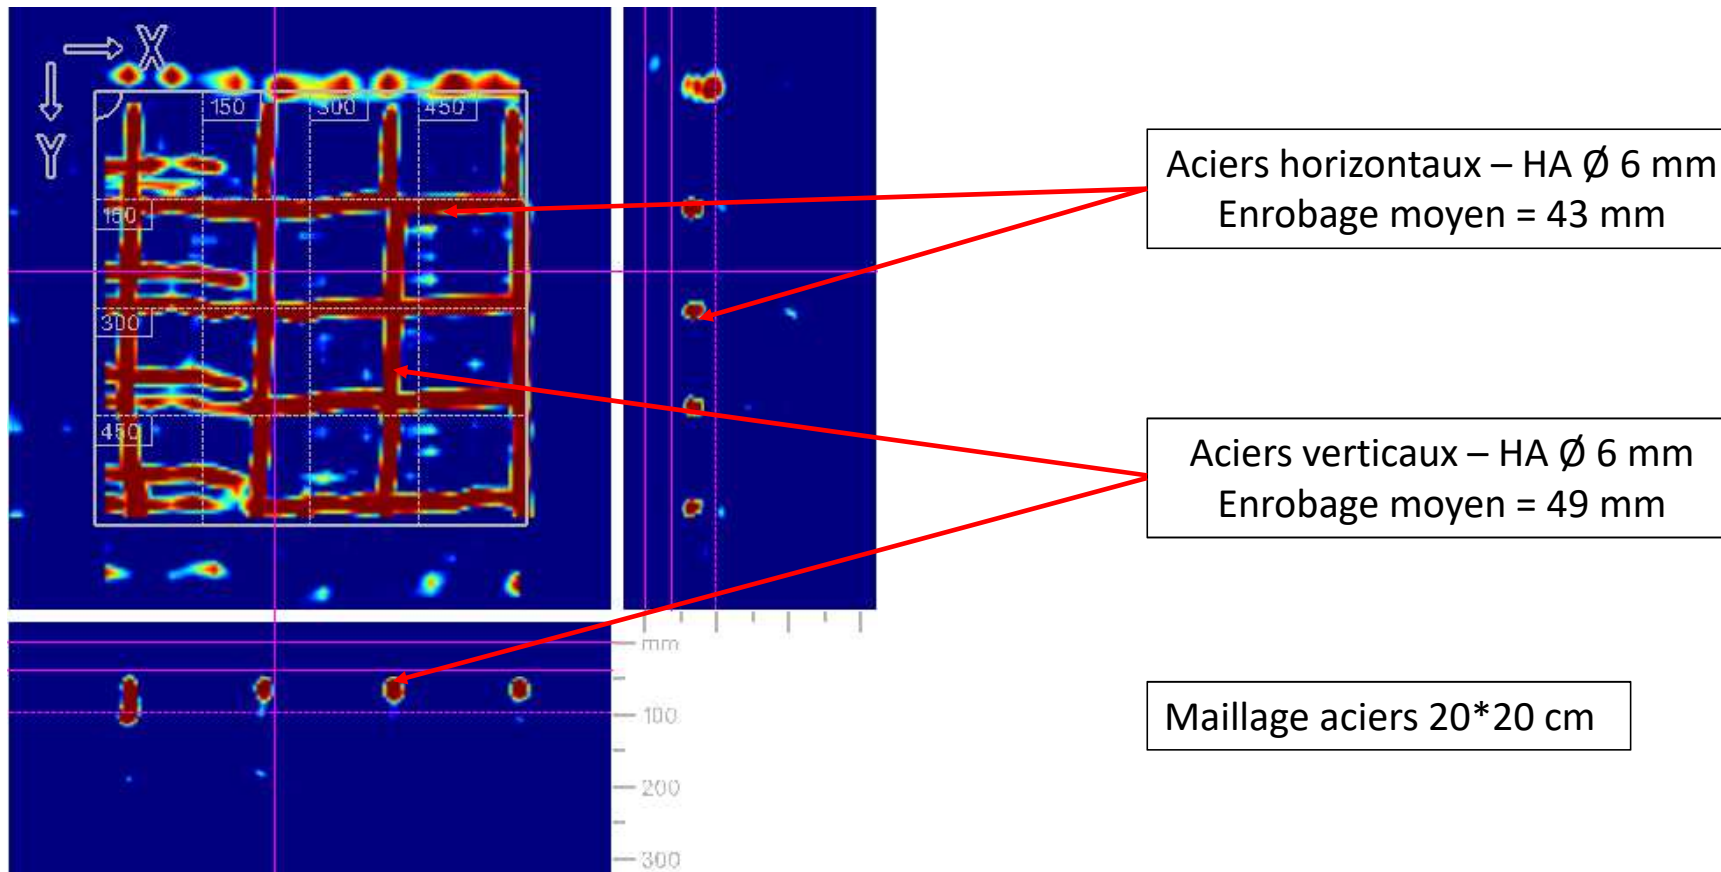 X
Y
150
300
450
150
300
450
mm
100
200
300
Aciers horizontaux – HA Ø 6 mm
Enrobage moyen = 43 mm
Aciers verticaux – HA Ø 6 mm
Enrobage moyen = 49 mm
Maillage aciers 20*20 cm